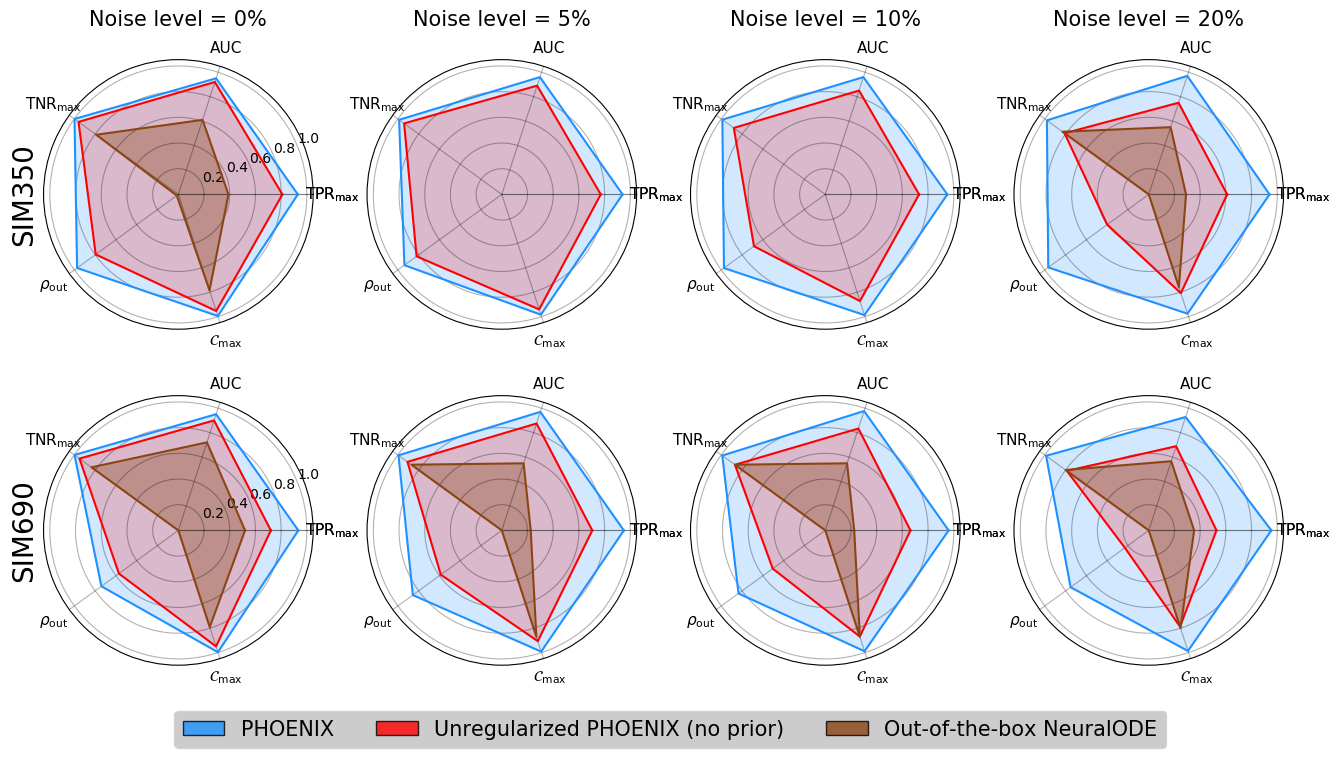 Noise level = 0%
Noise level = 5%
Noise level = 10%
Noise level = 20%
SIM350
AUC
TNRmax
1.0
0.8
0.6
0.4
0.2
TPRmax
ρout
𝒞max
AUC
TNRmax
TPRmax
ρout
𝒞max
AUC
TNRmax
TPRmax
ρout
𝒞max
AUC
TNRmax
TPRmax
ρout
𝒞max
SIM690
AUC
TNRmax
1.0
0.8
0.6
0.4
0.2
TPRmax
ρout
𝒞max
AUC
TNRmax
TPRmax
ρout
𝒞max
AUC
TNRmax
TPRmax
ρout
𝒞max
AUC
TNRmax
TPRmax
ρout
𝒞max
PHOENIX
Unregularized PHOENIX (no prior)
Out-of-the-box NeuralODE